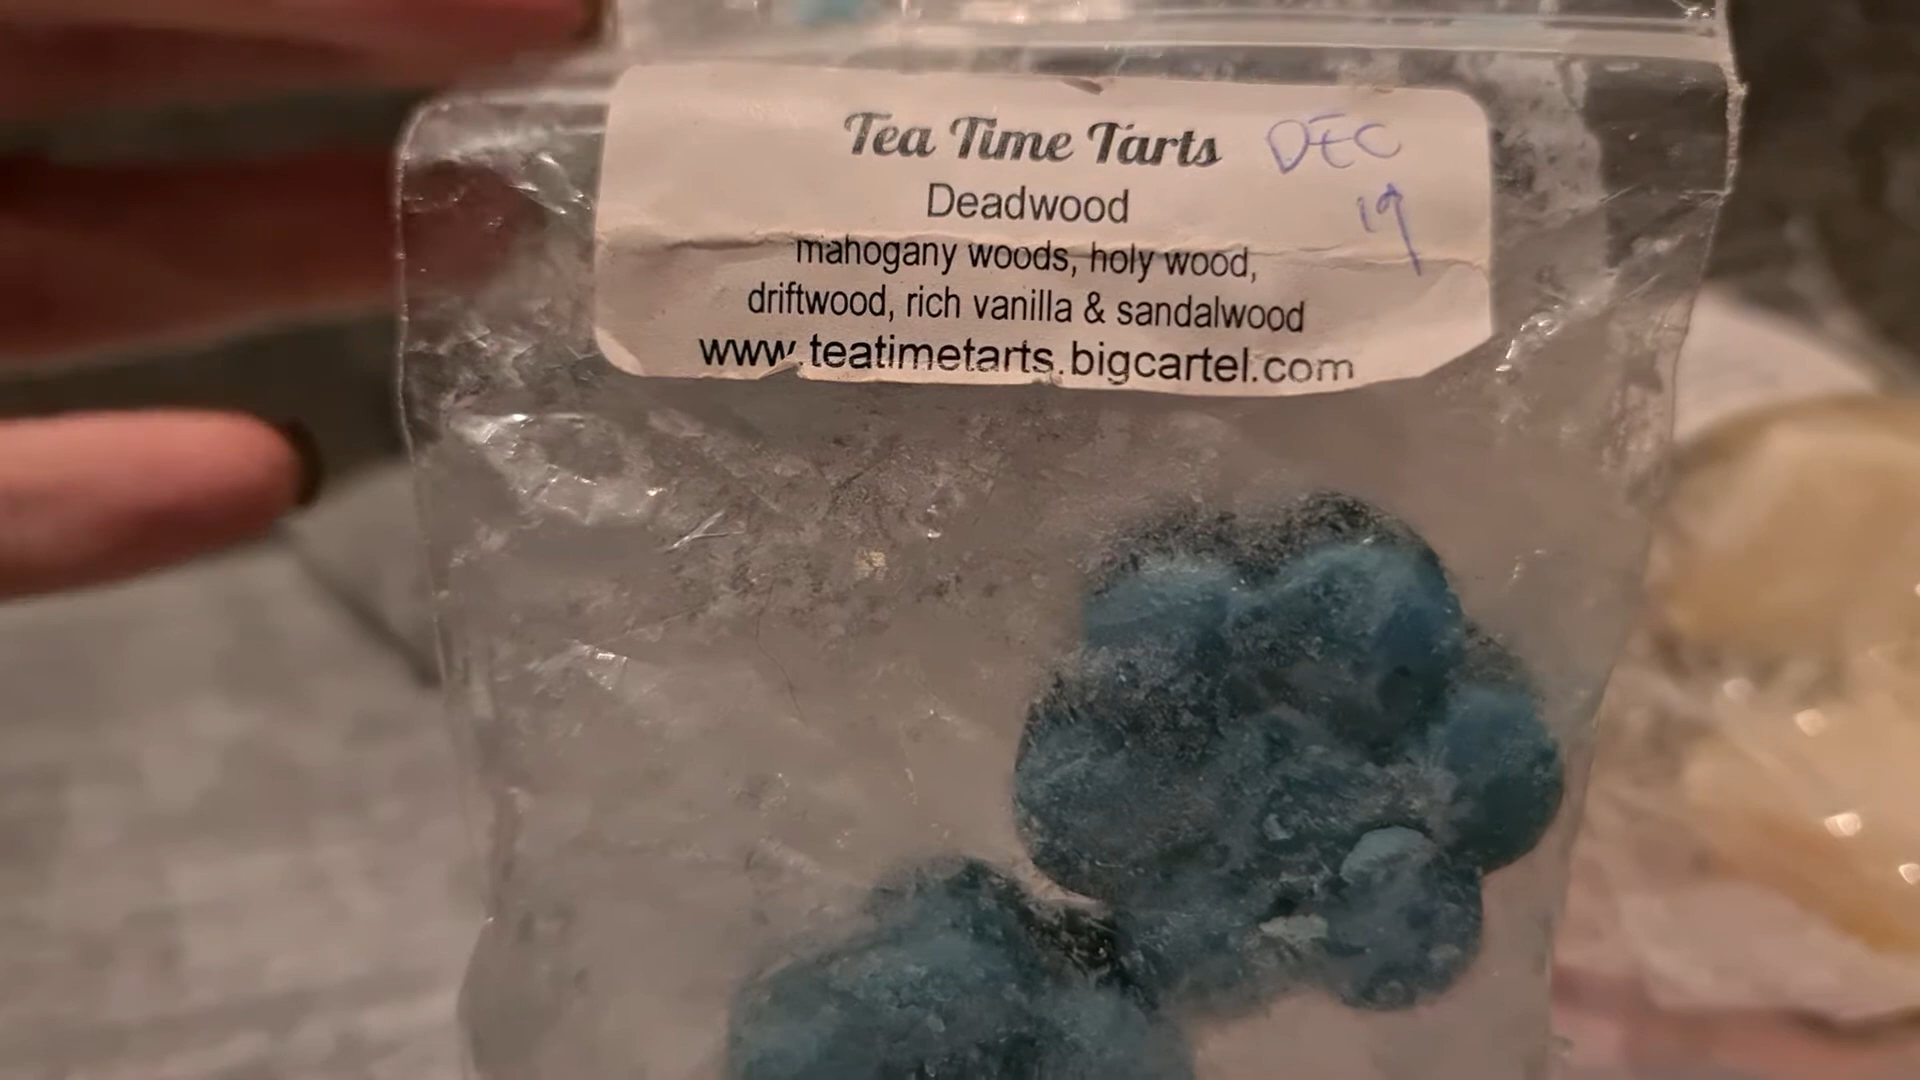 Tea Time Tarts DEC
19
Deadwood
mahogany woods, holy wood,
driftwood, rich vanilla & sandalwood
www.teatimetarts.bigcartel.com